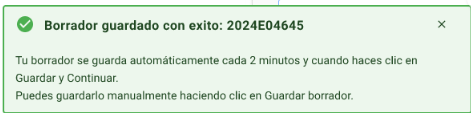 Borrador guardado con exito: 2024E04645
Tu borrador se guarda automáticamente cada 2 minutos y cuando haces clic en
Guardar y Continuar.
Puedes guardarlo manualmente haciendo clic en Guardar borrador.